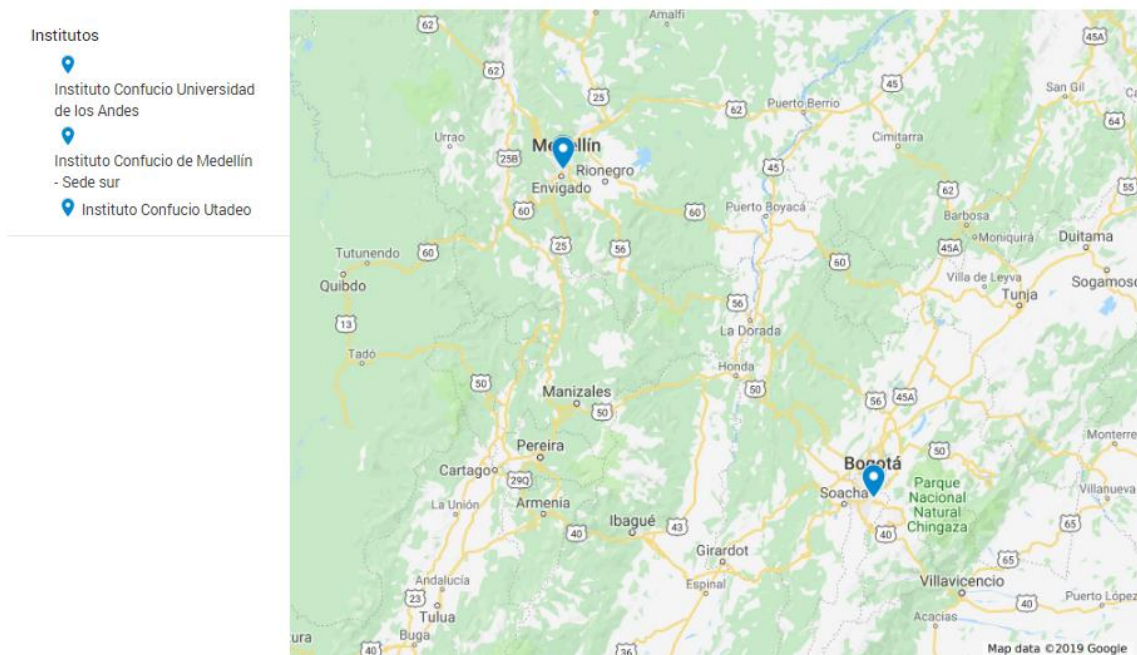 Institutos
Instituto Confucio Universidad
de los Andes
Instituto Confucio de Medellín
- Sede sur
Instituto Confucio Utadeo
Amalfi
62
45A
62
45
San Gil
25
62
Puerto Berrio
64
Urrao
Cimitarra
Medellín
25B
Rionegro
45
55
Envigado
62
60
60
Puerto Boyacá
Barbosa
25
56
45A
Moniquirá
Duitama
Tutunendo
60
60
Villa de Leyva
Sogamoso
Quibdo
Tunja
56
13
La Dorada
Tadó
Honda
50
50
Manizales
56
45A
50
Monterre
Pereira
Bogotá
50
Cartago
29Q
Soacha
Parque
Nacional
Natural
Chingaza
Villanueva
La Unión
Armenia
Ibagué
43
65
40
40
Girardot
65
Andalucía
Espinal
Villavicencio
23
Tulua
40
Puerto López
Acacías
ura
Buga
40
36
Map data ©2019 Google